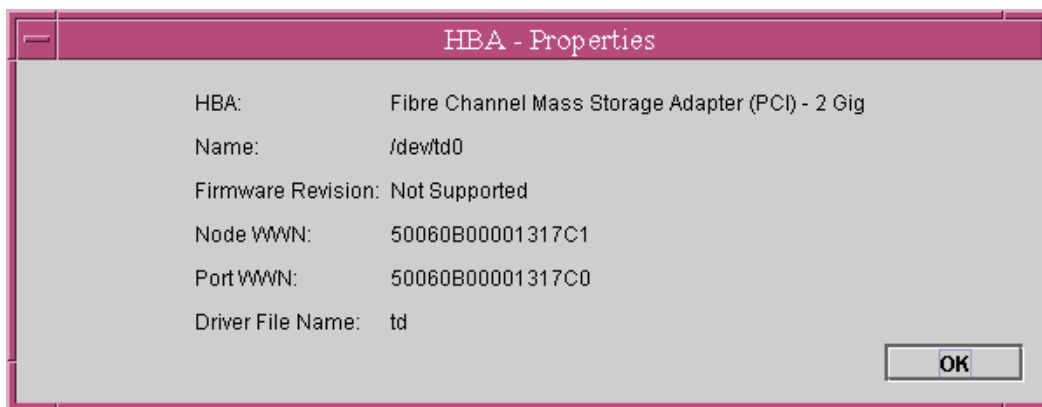 HBA - Properties
HBA: Fibre Channel Mass Storage Adapter (PCI) - 2 Gig
Name: /dev/td0
Firmware Revision: Not Supported
Node WWN: 50060B00001317C1
Port WWN: 50060B00001317C0
Driver File Name: td
OK